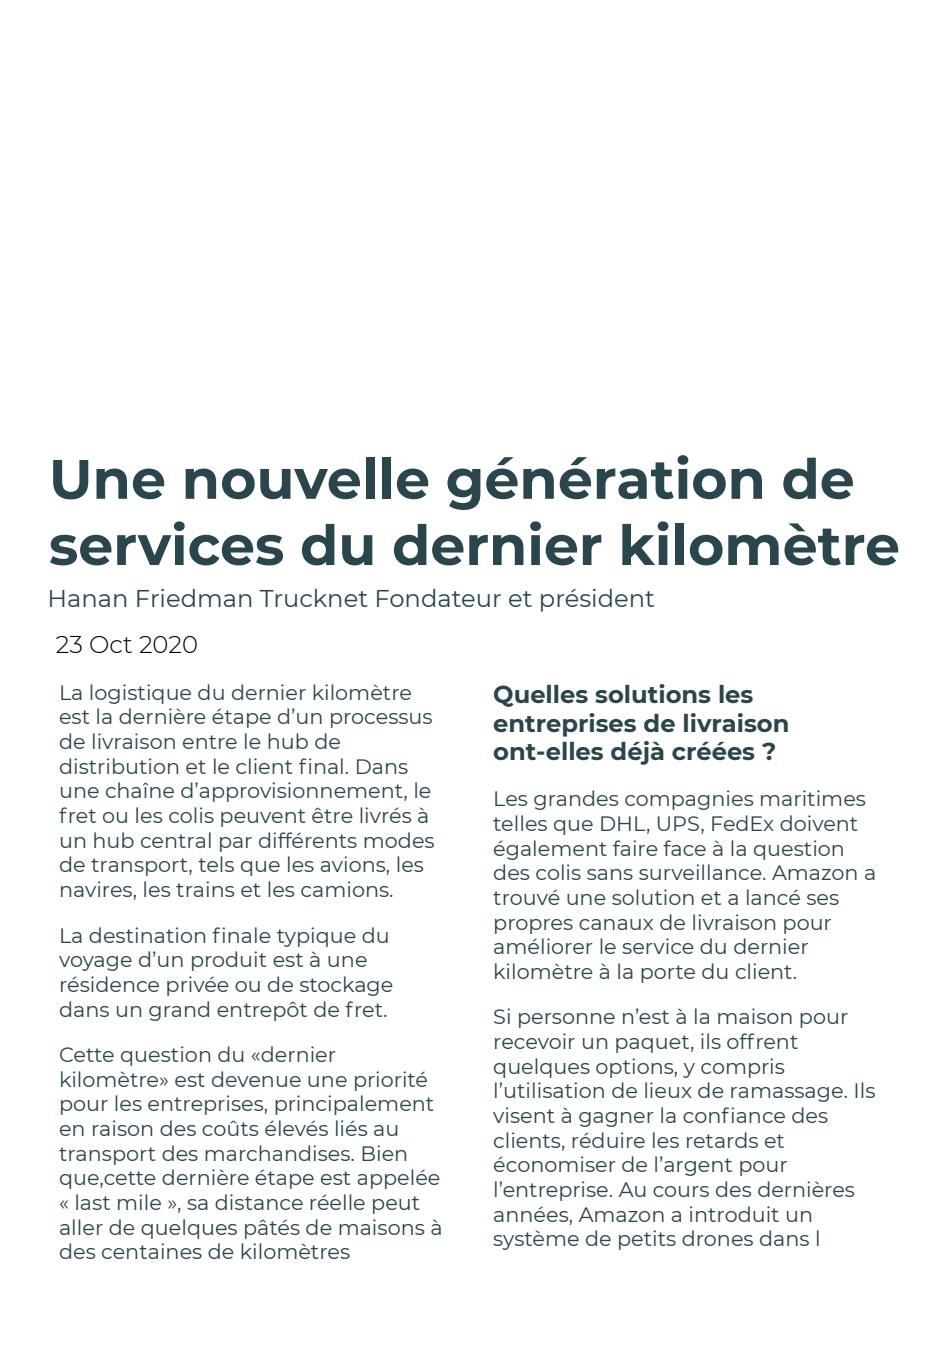 Une nouvelle génération de
services du dernier kilomètre
Hanan Friedman Trucknet Fondateur et président
23 Oct 2020
La logistique du dernier kilomètre
est la dernière étape d’un processus
de livraison entre le hub de
distribution et le client final. Dans
une chaîne d’approvisionnement, le
fret ou les colis peuvent être livrés à
un hub central par différents modes
de transport, tels que les avions, les
navires, les trains et les camions.
La destination finale typique du
voyage d’un produit est à une
résidence privée ou de stockage
dans un grand entrepôt de fret.
Cette question du «dernier
kilomètre» est devenue une priorité
pour les entreprises, principalement
en raison des coûts élevés liés au
transport des marchandises. Bien
que,cette dernière étape est appelée
« last mile », sa distance réelle peut
aller de quelques pâtés de maisons à
des centaines de kilomètres
Quelles solutions les
entreprises de livraison
ont-elles déjà créées ?
Les grandes compagnies maritimes
telles que DHL, UPS, FedEx doivent
également faire face à la question
des colis sans surveillance. Amazon a
trouvé une solution et a lancé ses
propres canaux de livraison pour
améliorer le service du dernier
kilomètre à la porte du client.
Si personne n’est à la maison pour
recevoir un paquet, ils offrent
quelques options, y compris
l’utilisation de lieux de ramassage. Ils
visent à gagner la confiance des
clients, réduire les retards et
économiser de l’argent pour
l’entreprise. Au cours des dernières
années, Amazon a introduit un
système de petits drones dans l